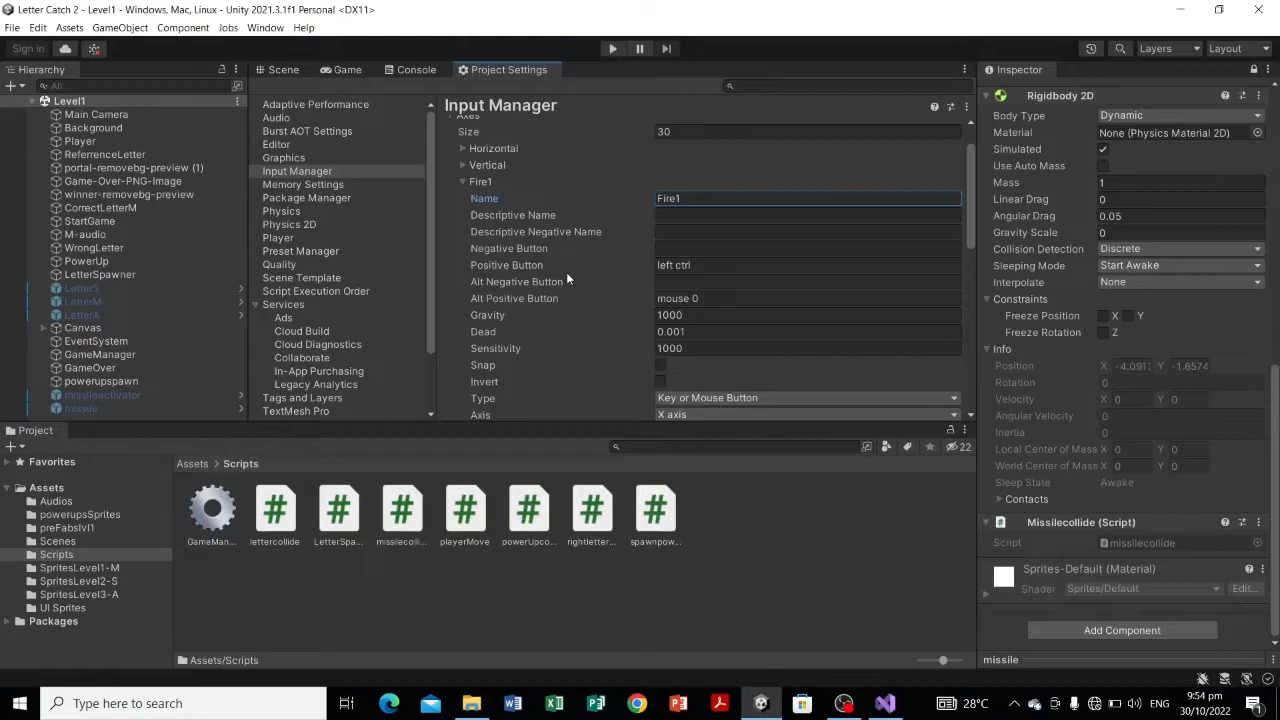 Letter Catch 2 - Level1 - Windows, Mac, Linux - Unity 2021.3.1f1 Personal <DX11>
File Edit Assets GameObject Component Jobs Window Help
Sign in Layers Layout
Hierarchy Scene Game Console Project Settings Inspector
All
Level1
Main Camera
Background
Player
ReferrenceLetter
portal-removebg-preview (1)
Game-Over-PNG-Image
winner-removebg-preview
CorrectLetterM
StartGame
M-audio
WrongLetter
PowerUp
LetterSpawner
LetterS
LetterM
LetterA
Canvas
EventSystem
GameManager
GameOver
powerupspawn
missileactivator
missile
Adaptive Performance
Audio
Burst AOT Settings
Editor
Graphics
Input Manager
Memory Settings
Package Manager
Physics
Physics 2D
Player
Preset Manager
Quality
Scene Template
Script Execution Order
Services
Ads
Cloud Build
Cloud Diagnostics
Collaborate
In-App Purchasing
Legacy Analytics
Tags and Layers
TextMesh Pro
Input Manager
Axes
Size 30
Horizontal
Vertical
Fire1
Name Fire1
Descriptive Name
Descriptive Negative Name
Negative Button
Positive Button left ctrl
Alt Negative Button
Alt Positive Button mouse 0
Gravity 1000
Dead 0.001
Sensitivity 1000
Snap
Invert
Type Key or Mouse Button
Axis X axis
Rigidbody 2D
Body Type Dynamic
Material None (Physics Material 2D)
Simulated
Use Auto Mass
Mass 1
Linear Drag 0
Angular Drag 0.05
Gravity Scale 0
Collision Detection Discrete
Sleeping Mode Start Awake
Interpolate None
Constraints
Freeze Position X Y
Freeze Rotation Z
Info
Position X -4.0913 Y -1.6574
Rotation 0
Velocity X 0 Y 0
Angular Velocity 0
Inertia 0
Local Center of Mass X 0 Y 0
World Center of Mass X 0 Y 0
Sleep State Awake
Contacts
Missilecollide (Script)
Script missilecollide
Sprites-Default (Material)
Shader Sprites/Default Edit...
Add Component
missile
Project
22
Favorites
Assets
Audios
powerupsSprites
preFabslvl1
Scenes
Scripts
SpritesLevel1-M
SpritesLevel2-S
SpritesLevel3-A
UI Sprites
Packages
Assets > Scripts
GameMan... lettercollide LetterSpa... missilecolli... playerMove powerUpco... rightletter... spawnpow...
Assets/Scripts
Type here to search
28°C ENG 9:54 pm
30/10/2022